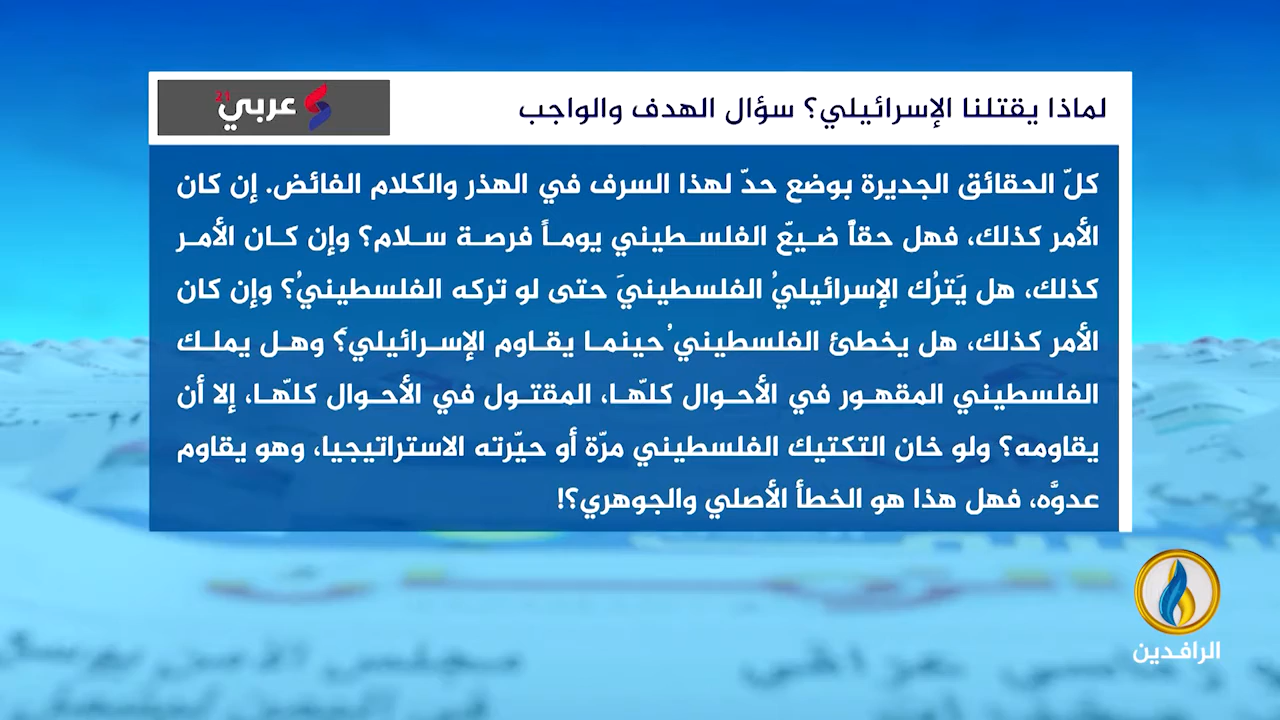 لماذا يقتلنا الإسرائيلي؟ سؤال الهدف والواجب
عربي21
كلّ الحقائق الجديرة بوضع حدّ لهذا السرف في الهذر والكلام الفائض. إن كان
الأمر كذلك، فهل حقاً ضيعّ الفلسطيني يوماً فرصة سلام؟ وإن كان الأمر
كذلك، هل يَترُك الإسرائيليُ الفلسطينيَ حتى لو تركه الفلسطينيُ؟ وإن كان
الأمر كذلك، هل يخطئ الفلسطينيُ حينما يقاوم الإسرائيلي؟ وهل يملك
الفلسطيني المقهور في الأحوال كلّها، المقتول في الأحوال كلّها، إلا أن
يقاومه؟ ولو خان التكتيك الفلسطيني مرّة أو حيّرته الاستراتيجيا، وهو يقاوم
عدوَّه، فهل هذا هو الخطأ الأصلي والجوهري؟!
الرافدين
مجلس الأمن